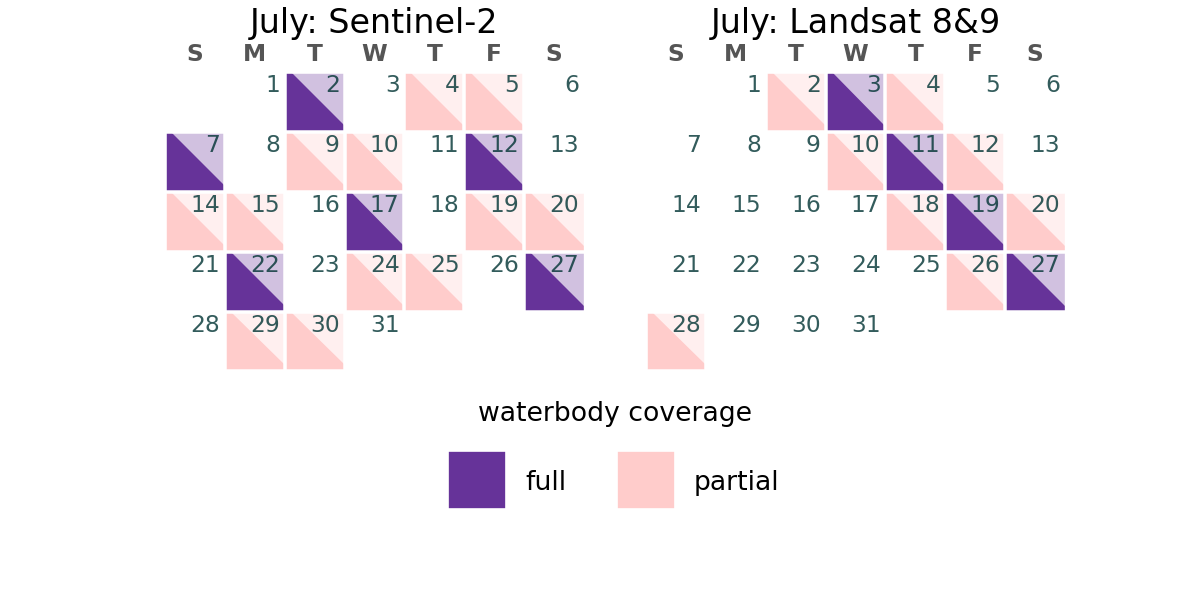 July: Sentinel-2
S M T W T F S
1 2 3 4 5 6
7 8 9 10 11 12 13
14 15 16 17 18 19 20
21 22 23 24 25 26 27
28 29 30 31
July: Landsat 8&9
S M T W T F S
1 2 3 4 5 6
7 8 9 10 11 12 13
14 15 16 17 18 19 20
21 22 23 24 25 26 27
28 29 30 31
waterbody coverage
full partial